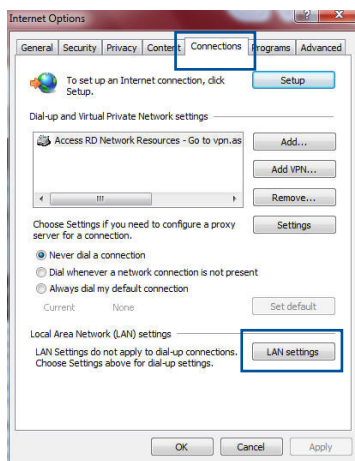 Internet Options
General Security Privacy Content Connections Programs Advanced
To set up an Internet connection, click
Setup.
Setup
Dial-up and Virtual Private Network settings
Access RD Network Resources - Go to vpn.as
Add...
Add VPN...
Remove...
Choose Settings if you need to configure a proxy
server for a connection.
Settings
Never dial a connection
Dial whenever a network connection is not present
Always dial my default connection
Current None
Set default
Local Area Network (LAN) settings
LAN Settings do not apply to dial-up connections.
Choose Settings above for dial-up settings.
LAN settings
OK Cancel Apply